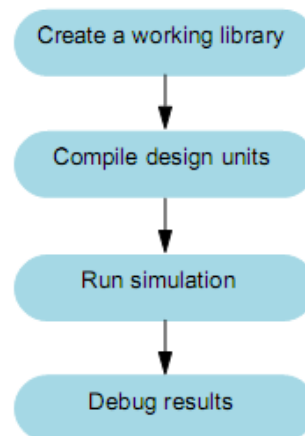 Create a working library
Compile design units
Run simulation
Debug results